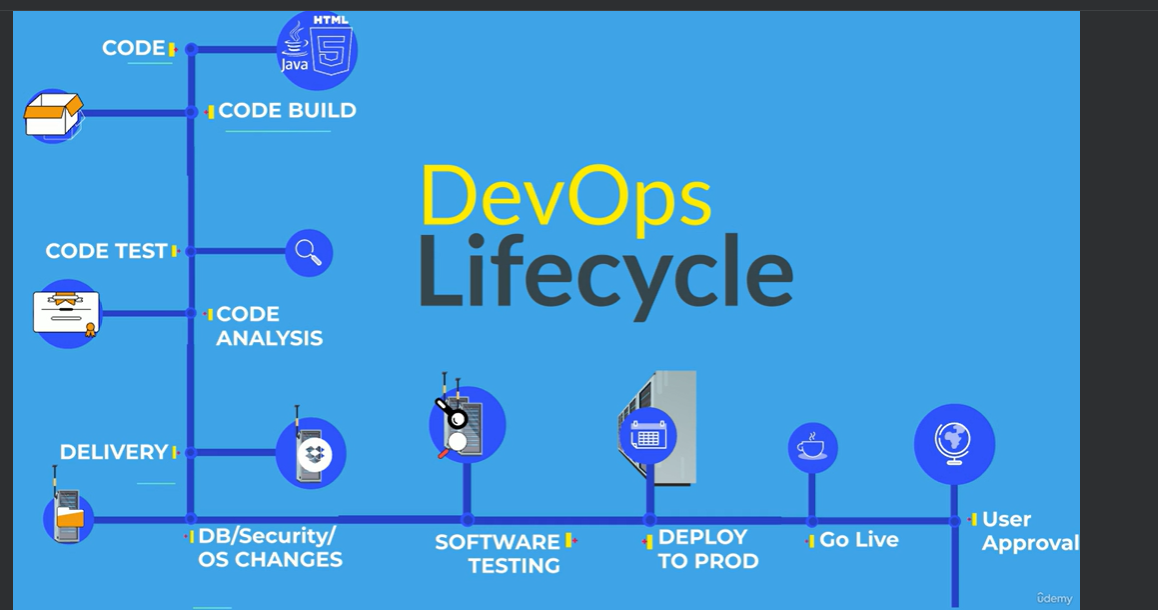 HTML
CODE
5
Java
CODE BUILD
DevOps
Lifecycle
CODE TEST
CODE
ANALYSIS
DELIVERY
DB/Security/
OS CHANGES
SOFTWARE
TESTING
DEPLOY
TO PROD
Go Live
User
Approval
ûdemy